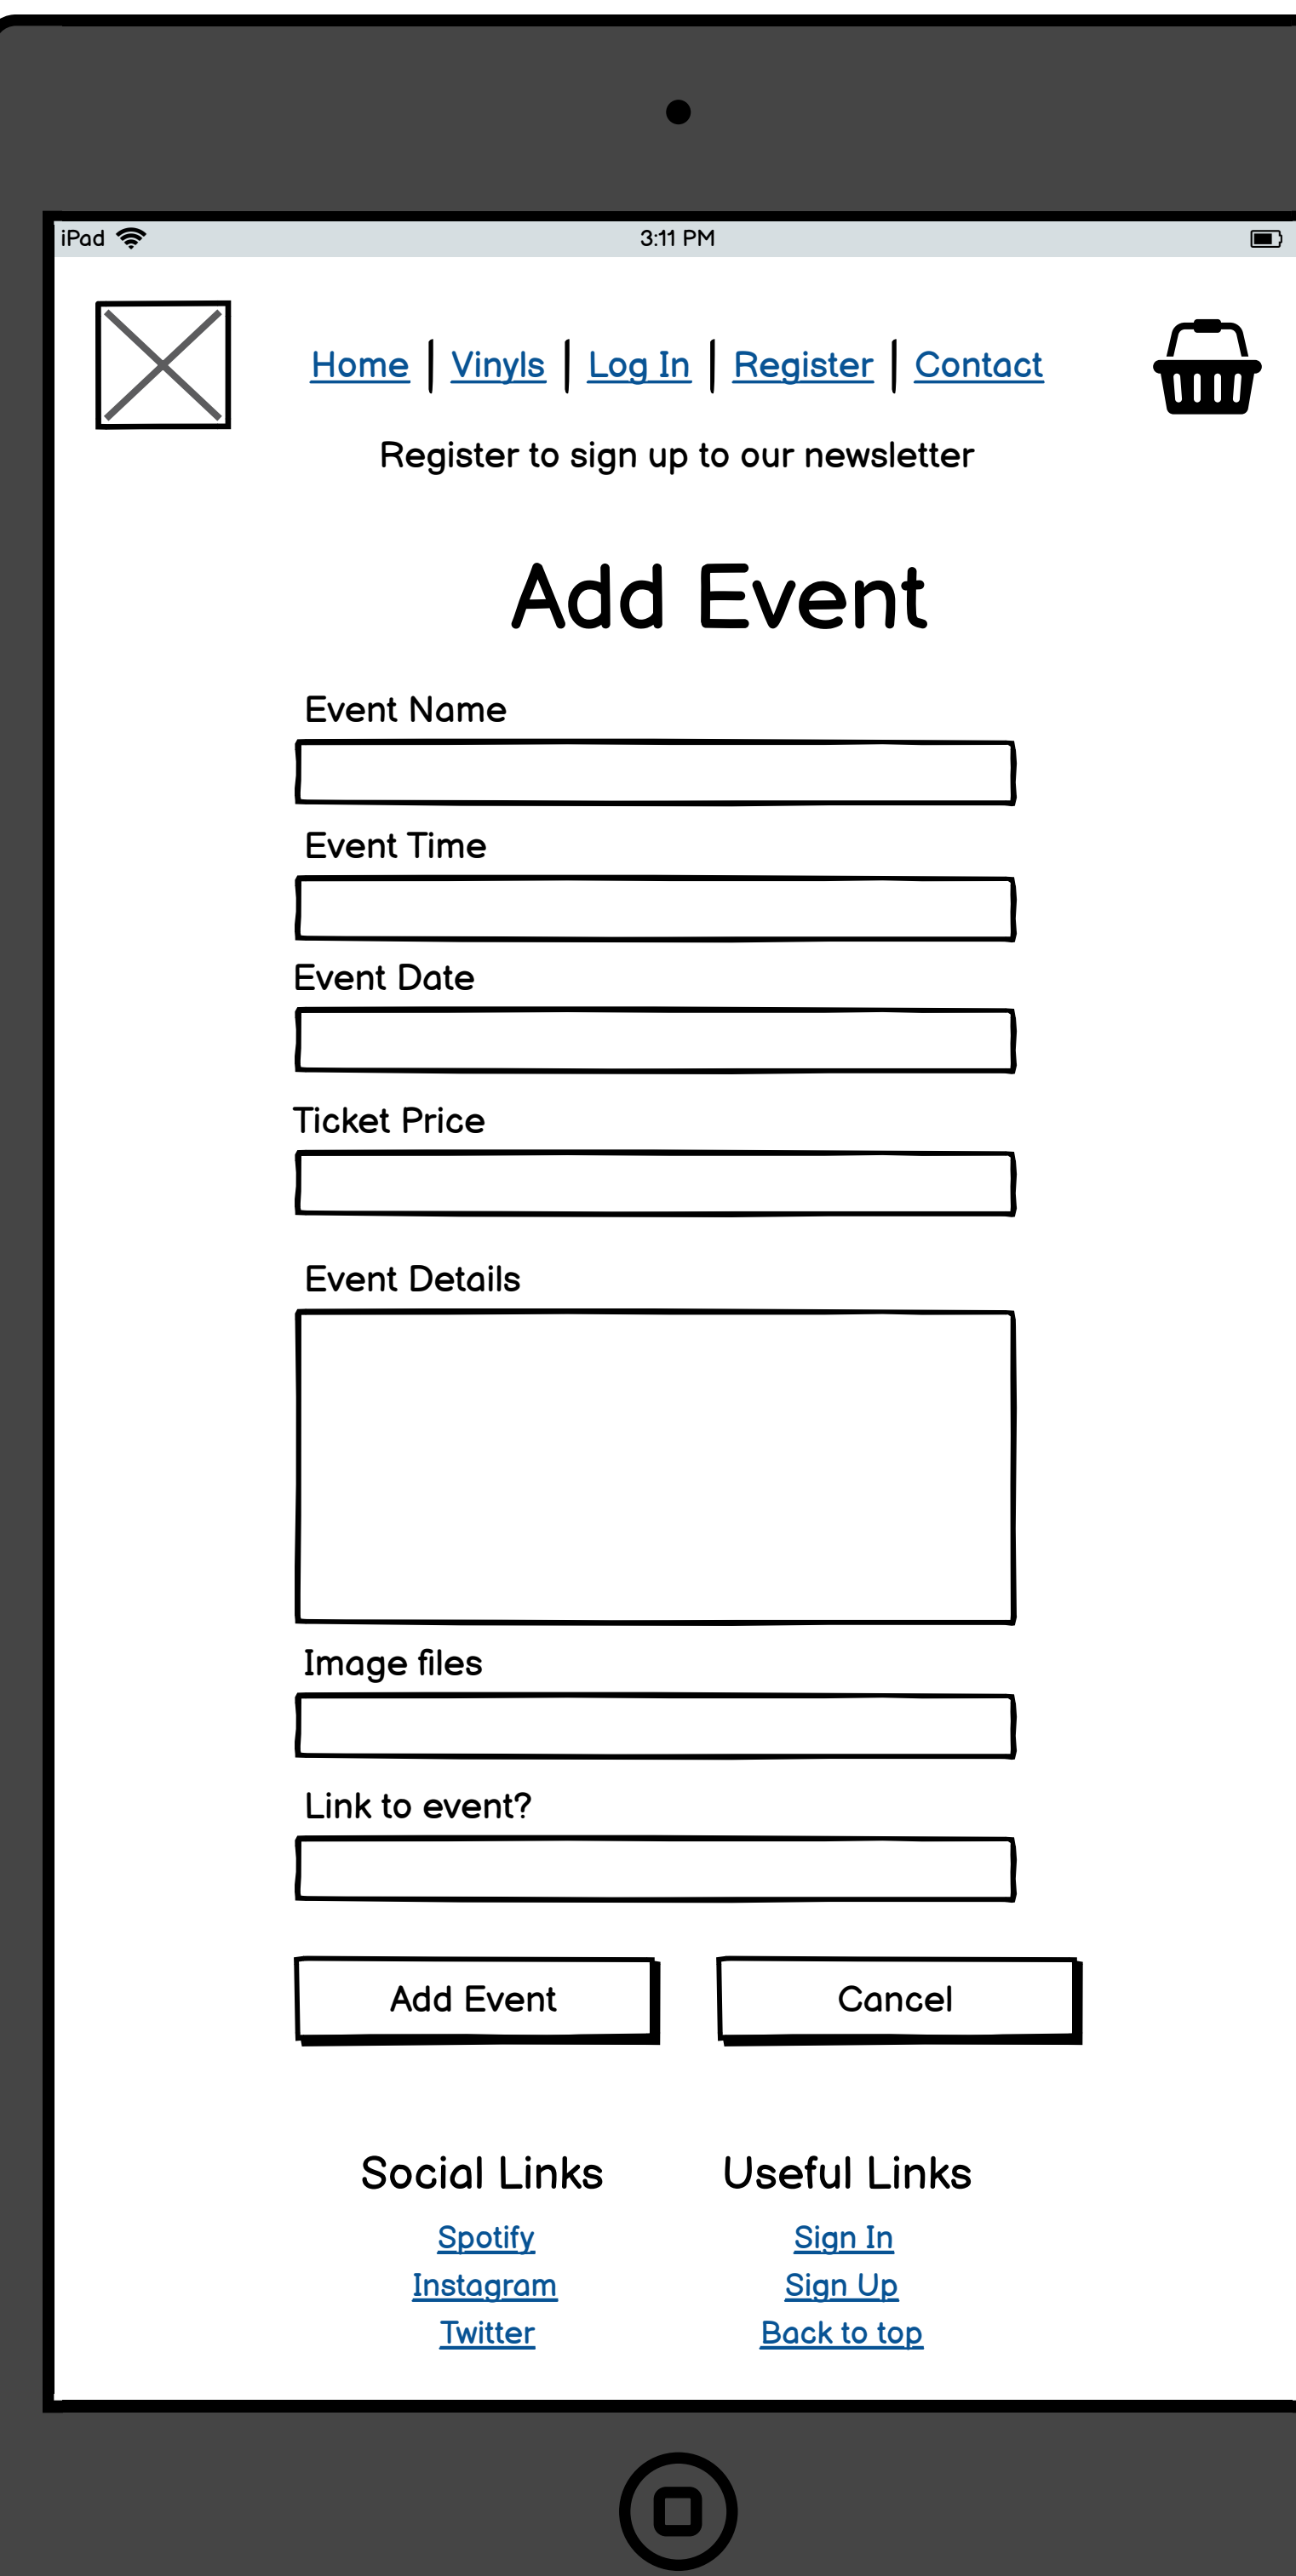 iPad 3:11 PM
Home | Vinyls | Log In | Register | Contact
Register to sign up to our newsletter
Add Event
Event Name
Event Time
Event Date
Ticket Price
Event Details
Image files
Link to event?
Add Event Cancel
Social Links Useful Links
Spotify Sign In
Instagram Sign Up
Twitter Back to top